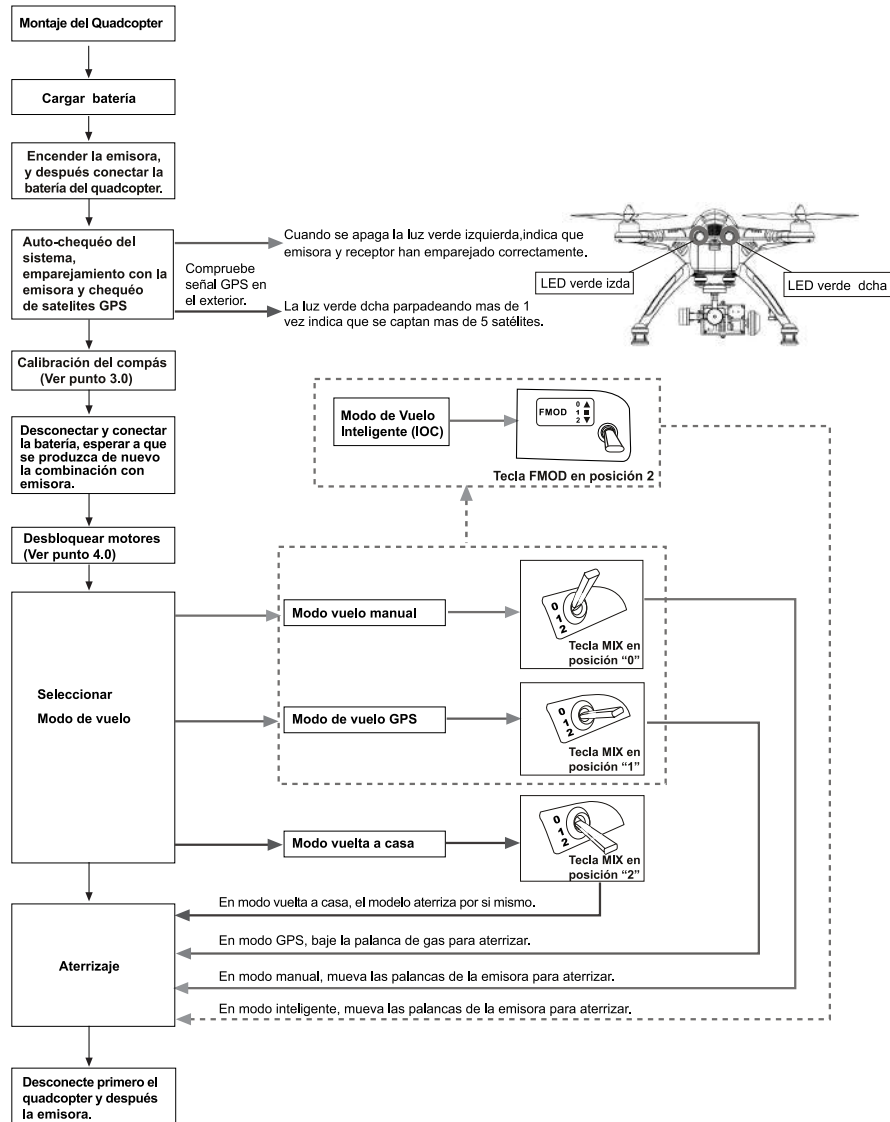 Montaje del Quadcopter
Cargar batería
Encender la emisora,
y después conectar la
batería del quadcopter.
Auto-chequéo del
sistema,
emparejamiento con la
emisora y chequéo
de satelites GPS
Cuando se apaga la luz verde izquierda,indica que
emisora y receptor han emparejado correctamente.
Compruebe
señal GPS en
el exterior.
La luz verde dcha parpadeando mas de 1
vez indica que se captan mas de 5 satélites.
LED verde izda
LED verde dcha
Calibración del compás
(Ver punto 3.0)
Desconectar y conectar
la batería, esperar a que
se produzca de nuevo
la combinación con
emisora.
Modo de Vuelo
Inteligente (IOC)
FMOD
0 ▲
1 ■
2 ▼
Tecla FMOD en posición 2
Desbloquear motores
(Ver punto 4.0)
Seleccionar
Modo de vuelo
Modo vuelo manual
0
1
2
Tecla MIX en
posición “0”
Modo de vuelo GPS
0
1
2
Tecla MIX en
posición “1”
Modo vuelta a casa
0
1
2
Tecla MIX en
posición “2”
Aterrizaje
En modo vuelta a casa, el modelo aterriza por si mismo.
En modo GPS, baje la palanca de gas para aterrizar.
En modo manual, mueva las palancas de la emisora para aterrizar.
En modo inteligente, mueva las palancas de la emisora para aterrizar.
Desconecte primero el
quadcopter y después
la emisora.